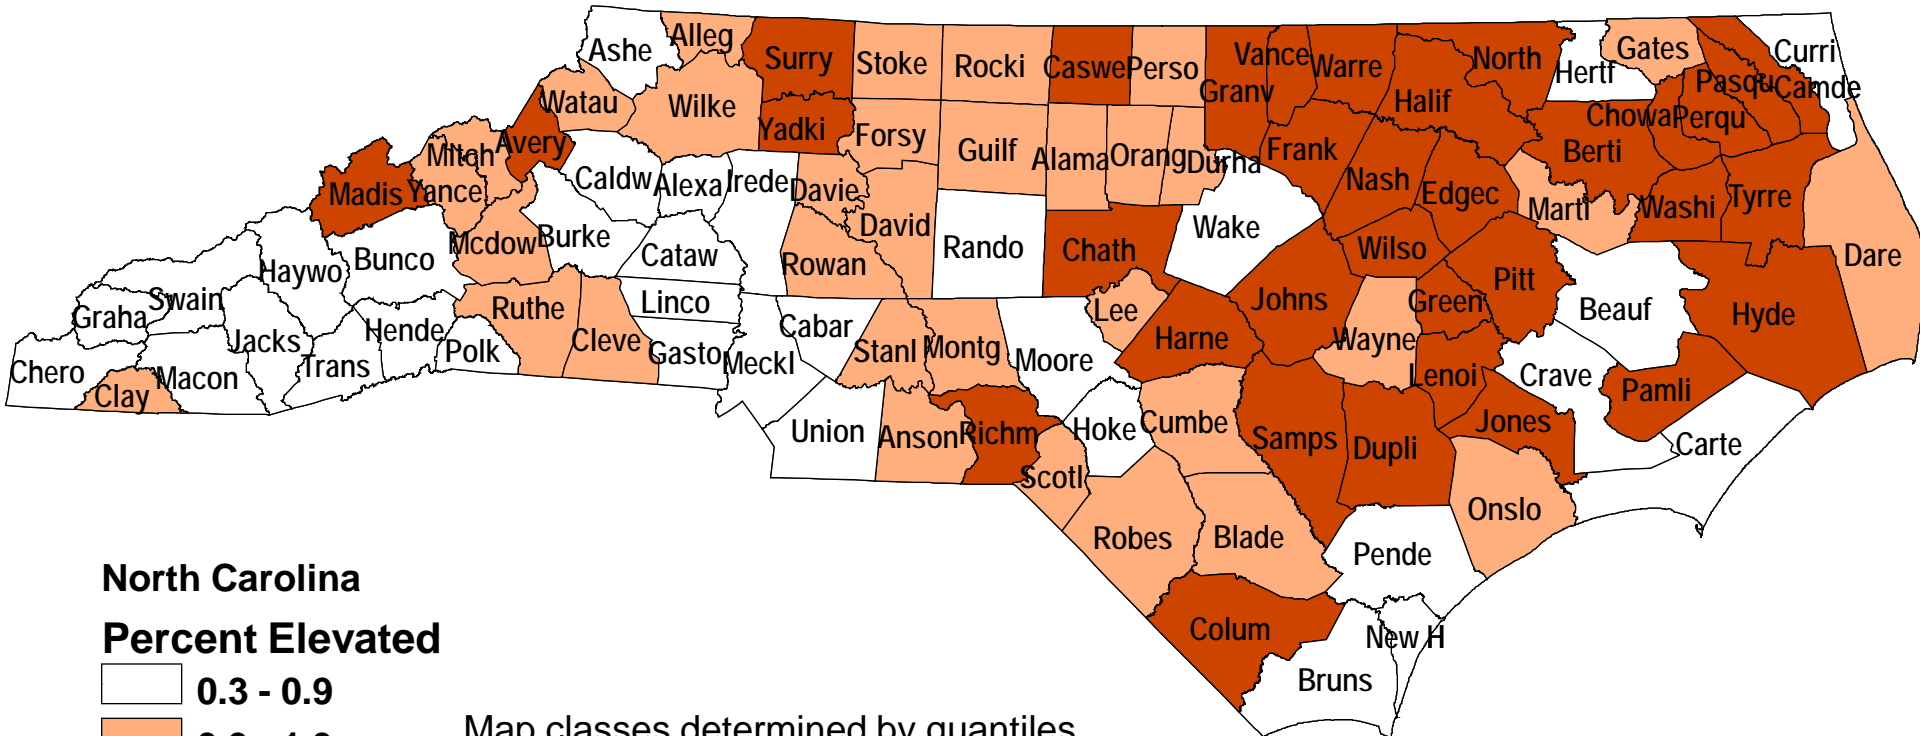 Ashe
Alleg
Surry
Stoke
Rocki
Caswe
Perso
Vance
Granv
Warre
North
Hertf
Gates
Curri
Pasqu
Camde
Watau
Wilke
Yadki
Forsy
Guilf
Alama
Orang
Durha
Frank
Halif
Chowa
Perqu
Berti
Mitch
Avery
Madis
Yance
Caldw
Alexa
Irede
Davie
David
Nash
Edgec
Marti
Washi
Tyrre
Dare
Mcdow
Burke
Bunco
Cataw
Rowan
Rando
Chath
Wake
Wilso
Haywo
Swain
Graha
Ruthe
Linco
Cabar
Lee
Johns
Green
Pitt
Beauf
Hyde
Jacks
Hende
Polk
Cleve
Gasto
Meckl
Stanl
Montg
Moore
Harne
Wayne
Chero
Clay
Macon
Trans
Lenoi
Crave
Pamli
Union
Anson
Richm
Hoke
Cumbe
Samps
Dupli
Jones
Carte
Scotl
Robes
Blade
Onslo
Pende
Colum
New H
Bruns
North Carolina
Percent Elevated
0.3 - 0.9
Map classes determined by quantiles